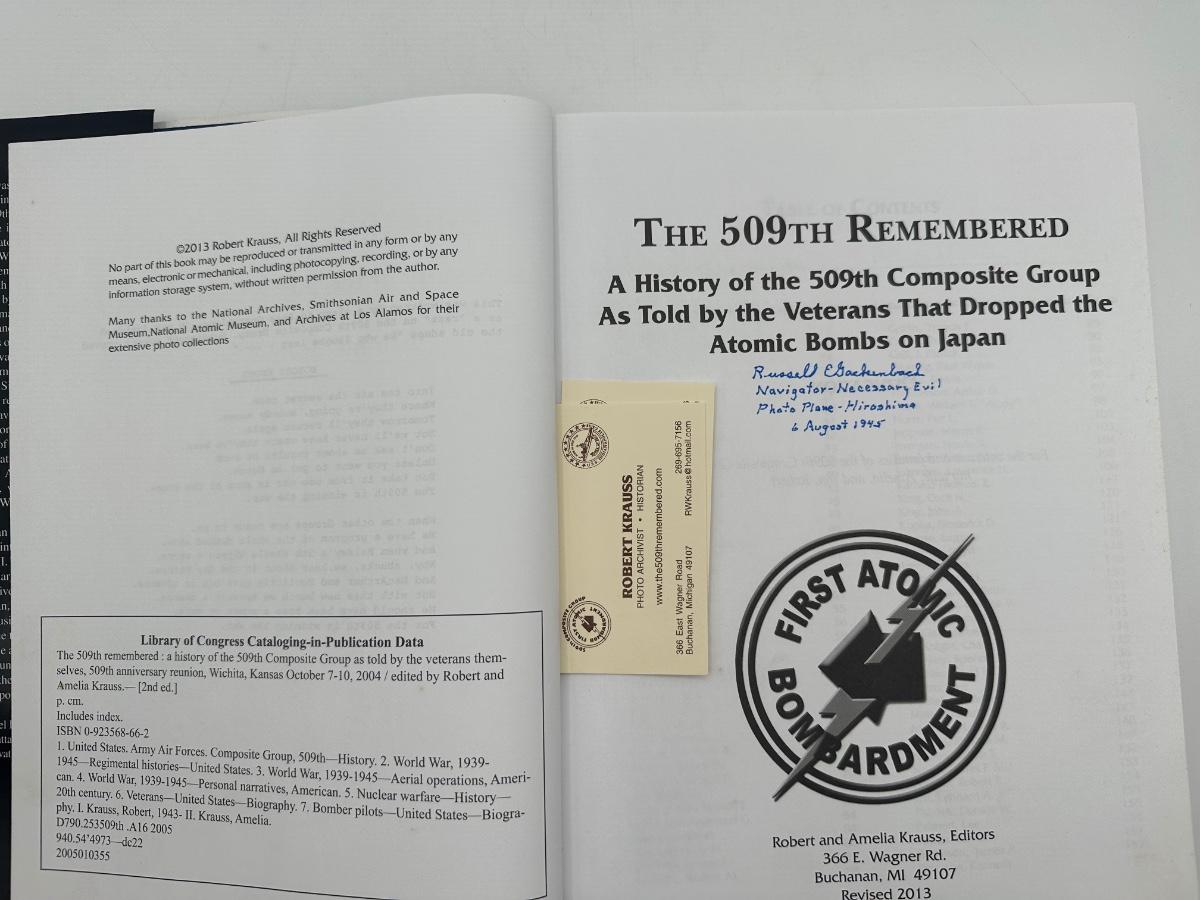 ©2013 Robert Krauss, All Rights Reserved
No part of this book may be reproduced or transmitted in any form or by any
means, electronic or mechanical, including photocopying, recording, or by any
information storage system, without written permission from the author.
Many thanks to the National Archives, Smithsonian Air and Space
Museum,National Atomic Museum, and Archives at Los Alamos for their
extensive photo collections
Library of Congress Cataloging-in-Publication Data
The 509th remembered : a history of the 509th Composite Group as told by the veterans them-
selves, 509th anniversary reunion, Wichita, Kansas October 7-10, 2004 / edited by Robert and
Amelia Krauss.— [2nd ed.]
p. cm.
Includes index.
ISBN 0-923568-66-2
1. United States. Army Air Forces. Composite Group, 509th—History. 2. World War, 1939-
1945—Regimental histories—United States. 3. World War, 1939-1945—Aerial operations, Ameri-
can. 4. World War, 1939-1945—Personal narratives, American. 5. Nuclear warfare—History—
20th century. 6. Veterans—United States—Biography. 7. Bomber pilots—United States—Biogra-
phy. I. Krauss, Robert, 1943- II. Krauss, Amelia.
D790.253509th .A16 2005
940.54'4973—dc22
2005010355
ROBERT KRAUSS
PHOTO ARCHIVIST • HISTORIAN
www.the509thremembered.com
366 East Wagner Road
Buchanan, Michigan 49107
269-695-7156
RWKrauss@hotmail.com
509TH COMPOSITE GROUP
FIRST ATOMIC BOMBARDMENT
THE 509TH REMEMBERED
A History of the 509th Composite Group
As Told by the Veterans That Dropped the
Atomic Bombs on Japan
Russell E Gackenbach
Navigator-Necessary Evil
Photo Plane-Hiroshima
6 August 1945
FIRST ATOMIC
BOMBARDMENT
Robert and Amelia Krauss, Editors
366 E. Wagner Rd.
Buchanan, MI 49107
Revised 2013